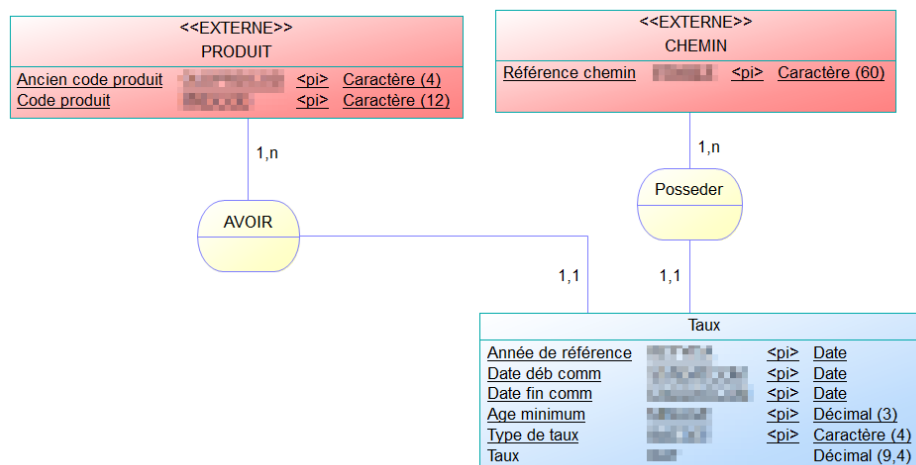 <<EXTERNE>>
PRODUIT
Ancien code produit <pi> Caractère (4)
Code produit <pi> Caractère (12)
<<EXTERNE>>
CHEMIN
Référence chemin <pi> Caractère (60)
1,n
1,n
AVOIR
Posseder
1,1
1,1
Taux
Année de référence <pi> Date
Date déb comm <pi> Date
Date fin comm <pi> Date
Age minimum <pi> Décimal (3)
Type de taux <pi> Caractère (4)
Taux Décimal (9,4)